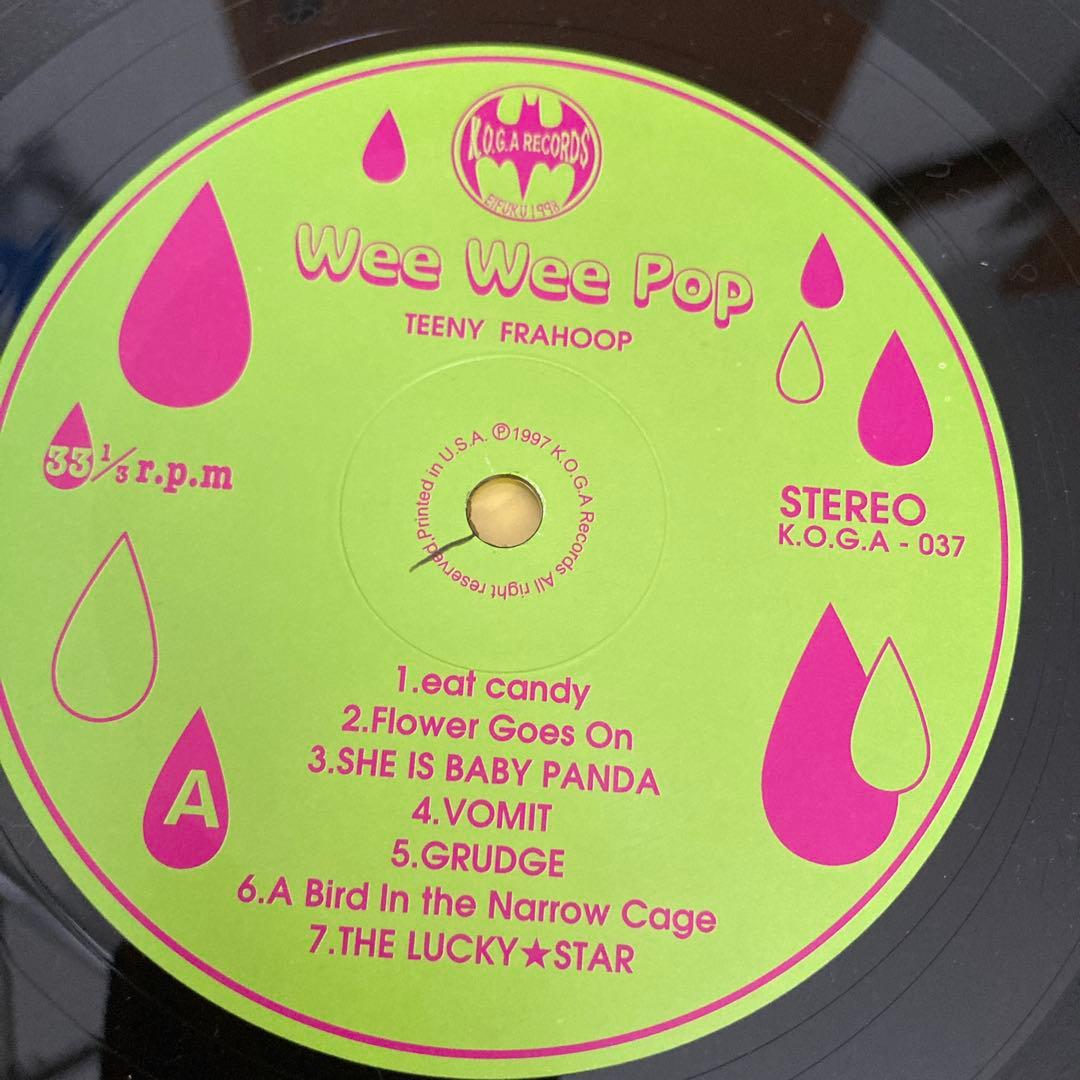 K.O.G.A RECORDS
EIFUKU 1998
Wee Wee Pop
TEENY FRAHOOP
33 1/3 r.p.m
Printed in U.S.A. ℗1997 K.O.G.A Records All right reserved.
STEREO
K.O.G.A - 037
1.eat candy
2.Flower Goes On
3.SHE IS BABY PANDA
4.VOMIT
5.GRUDGE
6.A Bird In the Narrow Cage
7.THE LUCKY★STAR
A